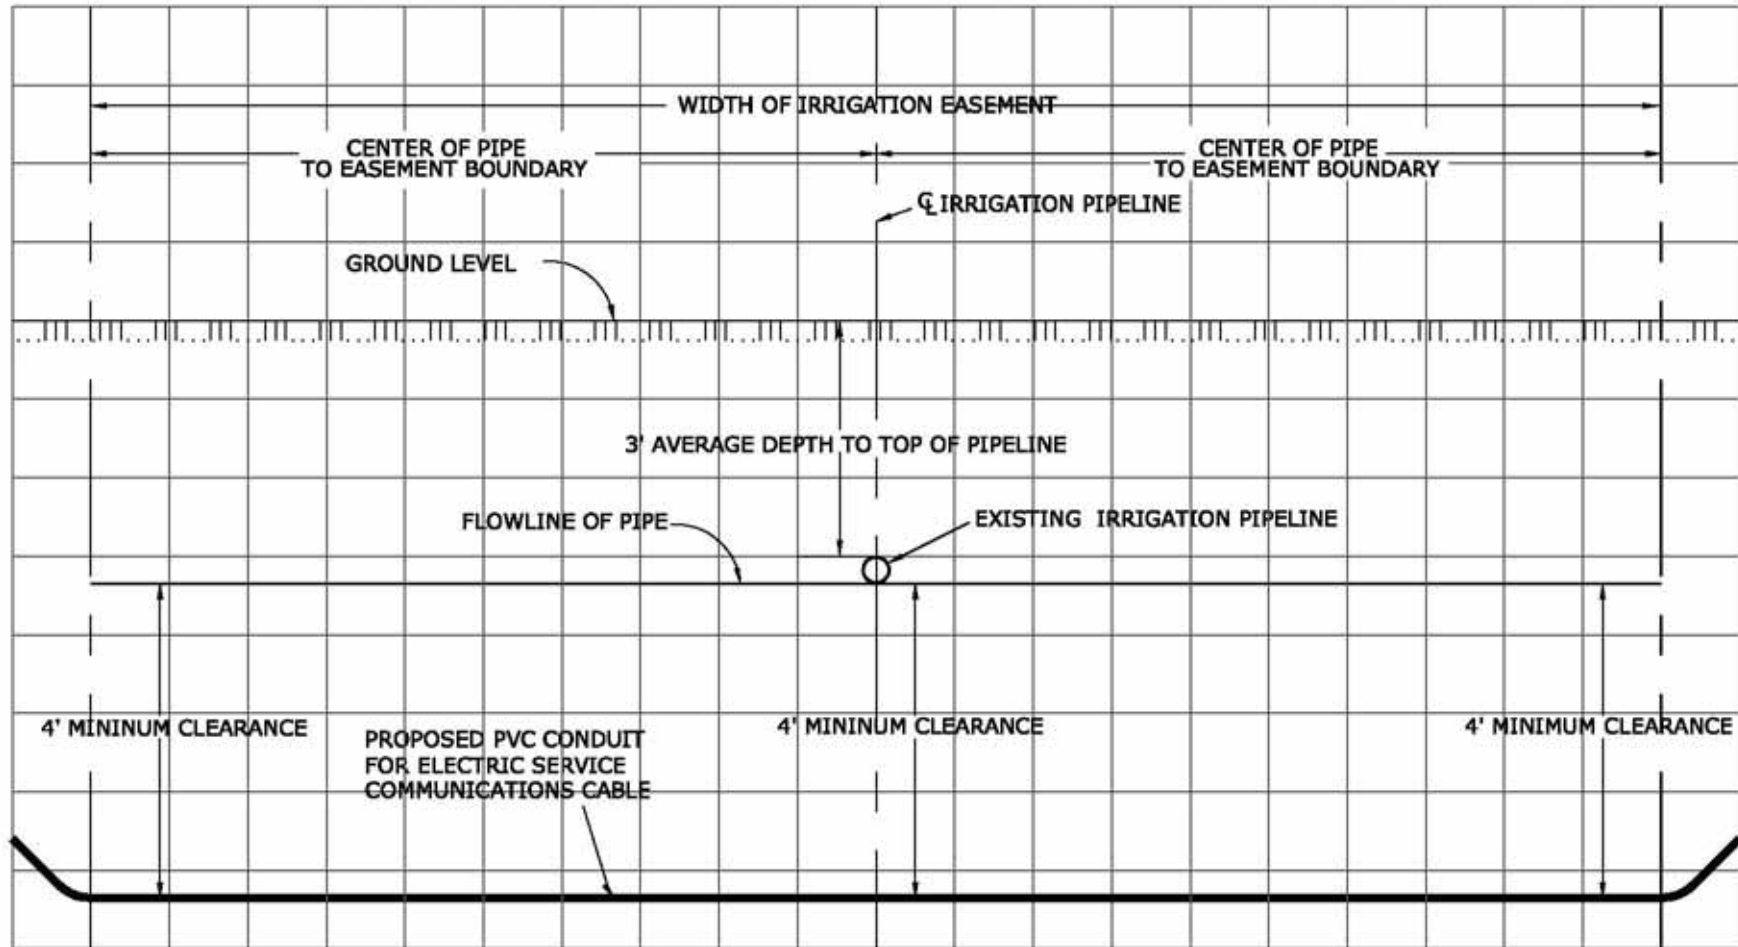 WIDTH OF IRRIGATION EASEMENT
CENTER OF PIPE
TO EASEMENT BOUNDARY
CENTER OF PIPE
TO EASEMENT BOUNDARY
℄ IRRIGATION PIPELINE
GROUND LEVEL
3' AVERAGE DEPTH TO TOP OF PIPELINE
FLOWLINE OF PIPE
EXISTING IRRIGATION PIPELINE
4' MININUM CLEARANCE
4' MININUM CLEARANCE
4' MINIMUM CLEARANCE
PROPOSED PVC CONDUIT
FOR ELECTRIC SERVICE
COMMUNICATIONS CABLE